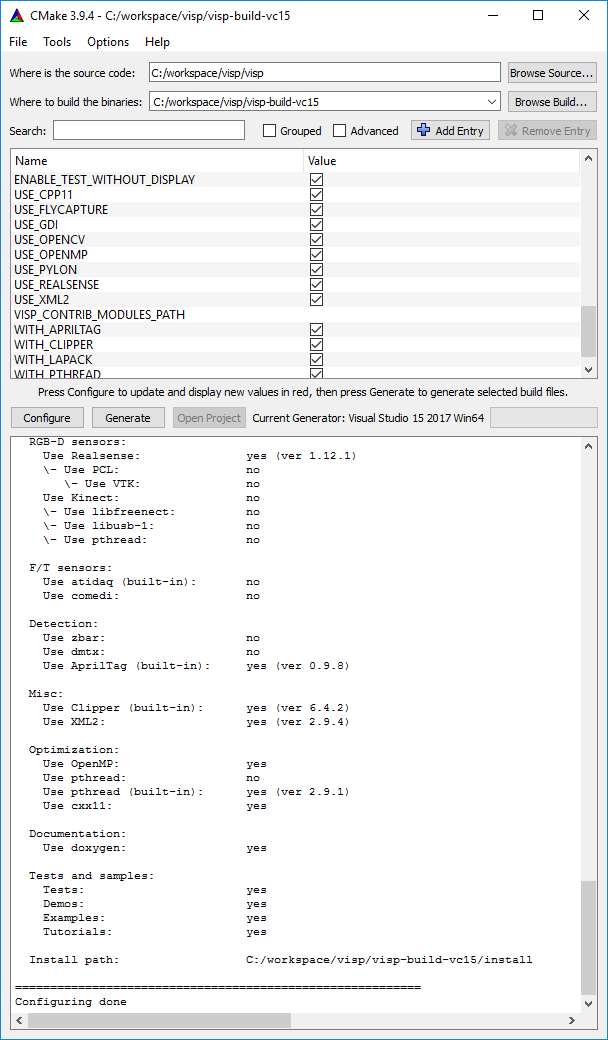 CMake 3.9.4 - C:/workspace/visp/visp-build-vc15
File Tools Options Help
Where is the source code: C:/workspace/visp/visp Browse Source...
Where to build the binaries: C:/workspace/visp/visp-build-vc15 Browse Build...
Search: Grouped Advanced Add Entry Remove Entry
Name Value
ENABLE_TEST_WITHOUT_DISPLAY
USE_CPP11
USE_FLYCAPTURE
USE_GDI
USE_OPENCV
USE_OPENMP
USE_PYLON
USE_REALSENSE
USE_XML2
VISP_CONTRIB_MODULES_PATH
WITH_APRILTAG
WITH_CLIPPER
WITH_LAPACK
WITH_PTHREAD
Press Configure to update and display new values in red, then press Generate to generate selected build files.
Configure Generate Open Project Current Generator: Visual Studio 15 2017 Win64
RGB-D sensors:
Use Realsense: yes (ver 1.12.1)
\- Use PCL: no
\- Use VTK: no
Use Kinect: no
\- Use libfreenect: no
\- Use libusb-1: no
\- Use pthread: no
F/T sensors:
Use atidaq (built-in): no
Use comedi: no
Detection:
Use zbar: no
Use dmtx: no
Use AprilTag (built-in): yes (ver 0.9.8)
Misc:
Use Clipper (built-in): yes (ver 6.4.2)
Use XML2: yes (ver 2.9.4)
Optimization:
Use OpenMP: yes
Use pthread: no
Use pthread (built-in): yes (ver 2.9.1)
Use cxx11: yes
Documentation:
Use doxygen: yes
Tests and samples:
Tests: yes
Demos: yes
Examples: yes
Tutorials: yes
Install path: C:/workspace/visp/visp-build-vc15/install
==========================================================
Configuring done